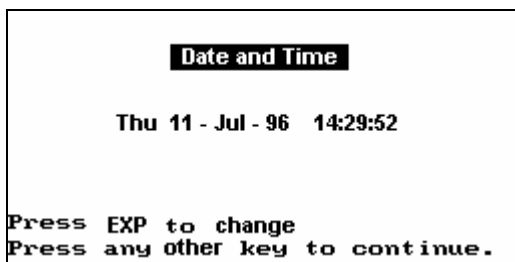 Date and Time
Thu 11 - Jul - 96 14:29:52
Press EXP to change
Press any other key to continue.